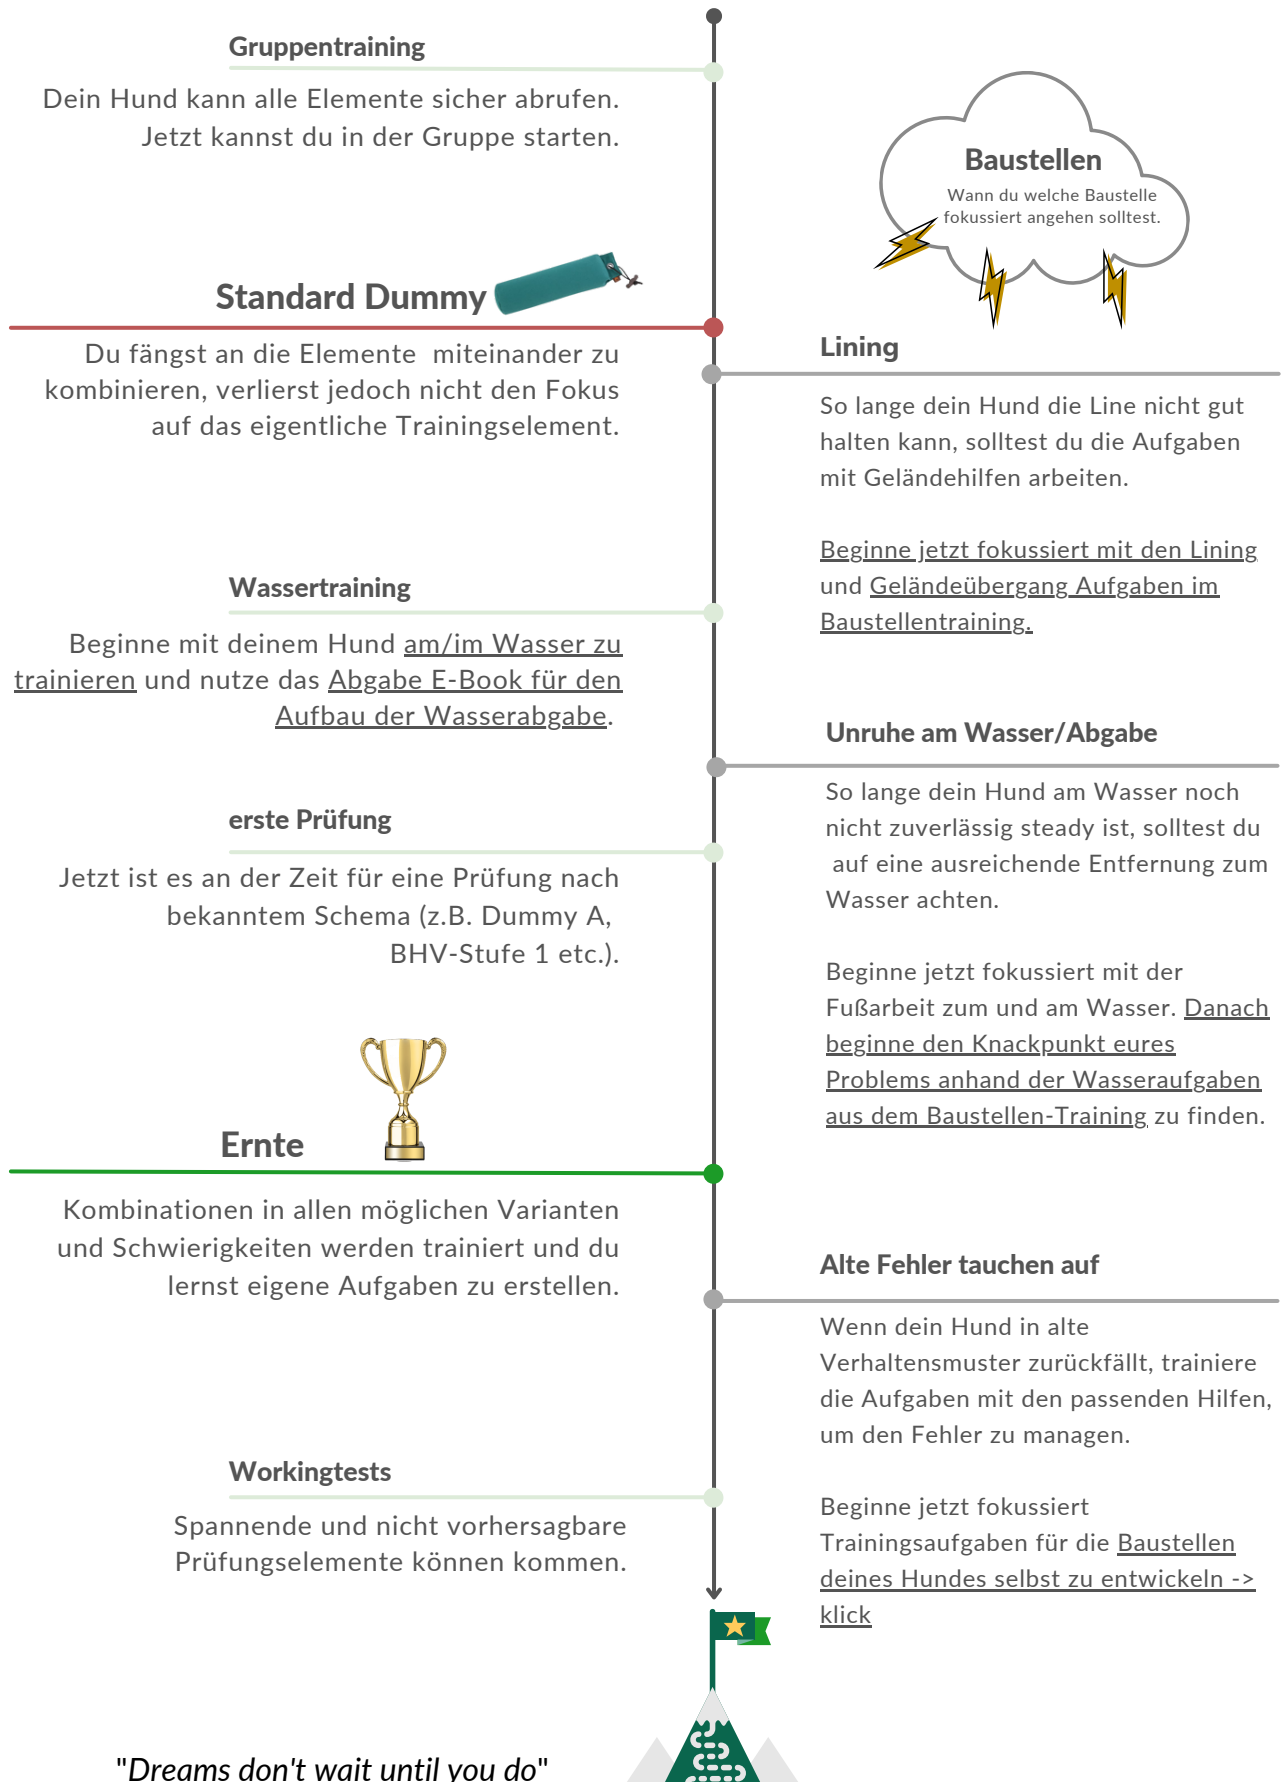 Gruppentraining
Dein Hund kann alle Elemente sicher abrufen.
Jetzt kannst du in der Gruppe starten.
Baustellen
Wann du welche Baustelle
fokussiert angehen solltest.
Standard Dummy
Du fängst an die Elemente  miteinander zu
kombinieren, verlierst jedoch nicht den Fokus
auf das eigentliche Trainingselement.
Lining
So lange dein Hund die Line nicht gut
halten kann, solltest du die Aufgaben
mit Geländehilfen arbeiten.
Beginne jetzt fokussiert mit den Lining
und Geländeübergang Aufgaben im
Baustellentraining.
Wassertraining
Beginne mit deinem Hund am/im Wasser zu
trainieren und nutze das Abgabe E-Book für den
Aufbau der Wasserabgabe.
Unruhe am Wasser/Abgabe
So lange dein Hund am Wasser noch
nicht zuverlässig steady ist, solltest du
auf eine ausreichende Entfernung zum
Wasser achten.
Beginne jetzt fokussiert mit der
Fußarbeit zum und am Wasser. Danach
beginne den Knackpunkt eures
Problems anhand der Wasseraufgaben
aus dem Baustellen-Training zu finden.
erste Prüfung
Jetzt ist es an der Zeit für eine Prüfung nach
bekanntem Schema (z.B. Dummy A,
BHV-Stufe 1 etc.).
Ernte
Kombinationen in allen möglichen Varianten
und Schwierigkeiten werden trainiert und du
lernst eigene Aufgaben zu erstellen.
Alte Fehler tauchen auf
Wenn dein Hund in alte
Verhaltensmuster zurückfällt, trainiere
die Aufgaben mit den passenden Hilfen,
um den Fehler zu managen.
Beginne jetzt fokussiert
Trainingsaufgaben für die Baustellen
deines Hundes selbst zu entwickeln ->
klick
Workingtests
Spannende und nicht vorhersagbare
Prüfungselemente können kommen.
"Dreams don't wait until you do"